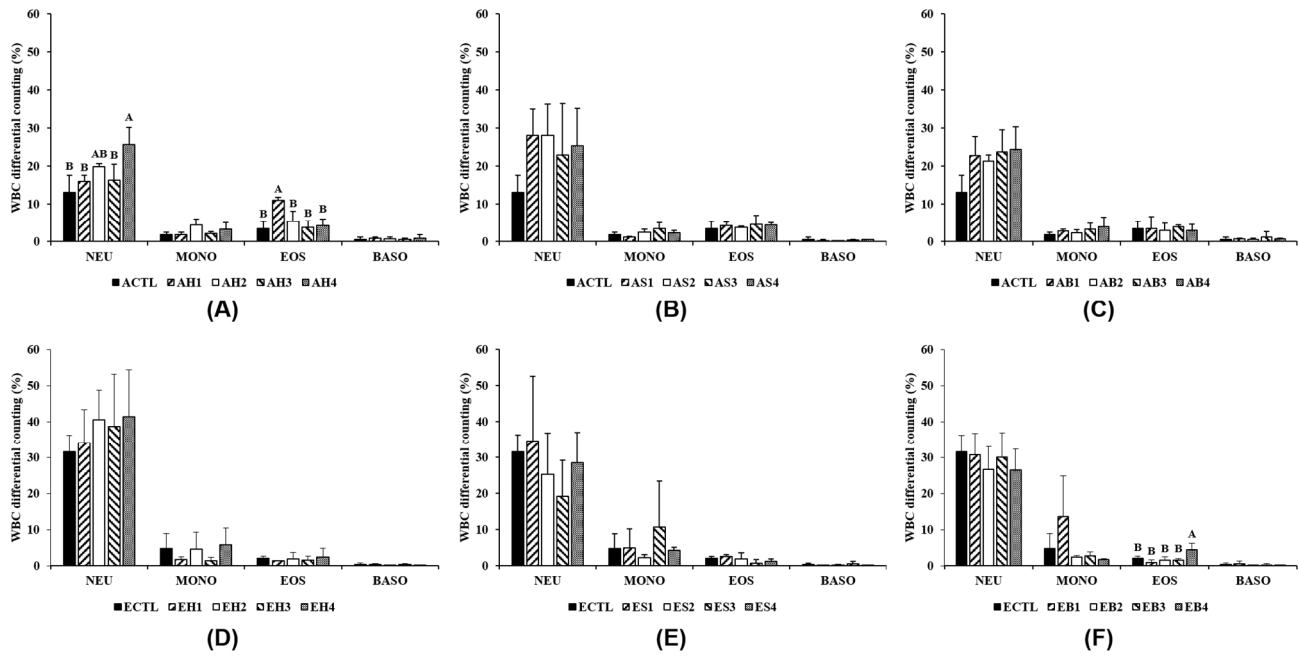 WBC differential counting (%)
60
50
40
30
20
10
0
B B AB B A
B A B B B
NEU MONO EOS BASO
ACTL AH1 AH2 AH3 AH4
(A)
WBC differential counting (%)
60
50
40
30
20
10
0
NEU MONO EOS BASO
ACTL AS1 AS2 AS3 AS4
(B)
WBC differential counting (%)
60
50
40
30
20
10
0
NEU MONO EOS BASO
ACTL AB1 AB2 AB3 AB4
(C)
WBC differential counting (%)
60
50
40
30
20
10
0
NEU MONO EOS BASO
ECTL EH1 EH2 EH3 EH4
(D)
WBC differential counting (%)
60
50
40
30
20
10
0
NEU MONO EOS BASO
ECTL ES1 ES2 ES3 ES4
(E)
WBC differential counting (%)
60
50
40
30
20
10
0
B B B B A
NEU MONO EOS BASO
ECTL EB1 EB2 EB3 EB4
(F)